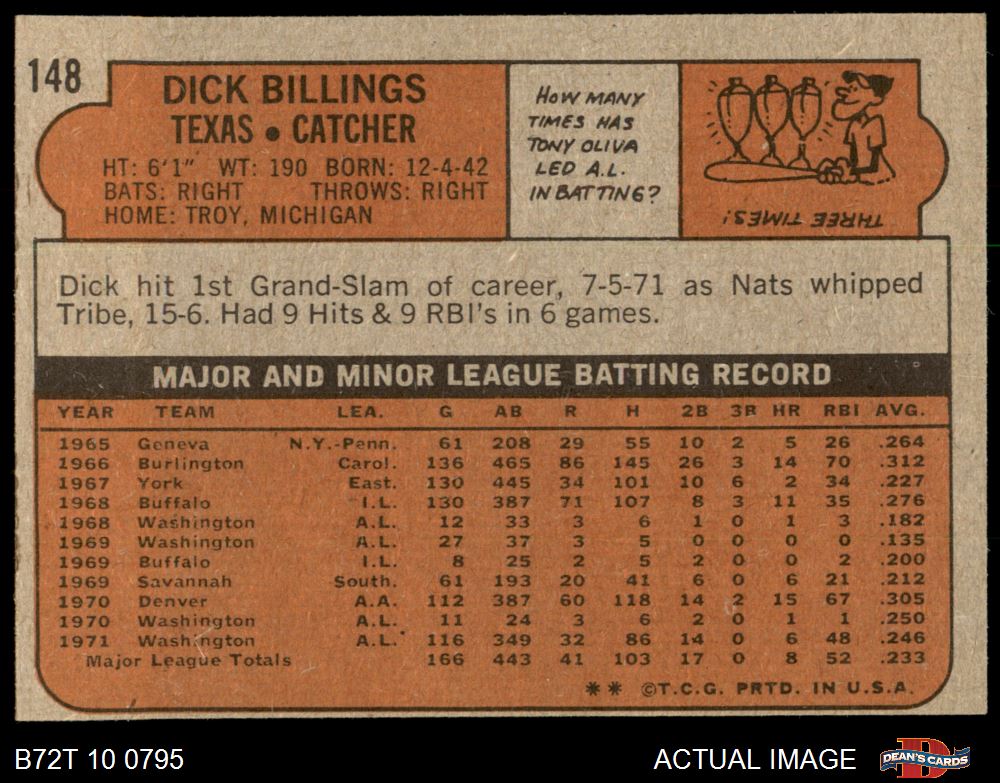 148
DICK BILLINGS
TEXAS • CATCHER
HT: 6'1" WT: 190 BORN: 12-4-42
BATS: RIGHT THROWS: RIGHT
HOME: TROY, MICHIGAN
HOW MANY
TIMES HAS
TONY OLIVA
LED A.L.
IN BATTING?
THREE TIMES!
Dick hit 1st Grand-Slam of career, 7-5-71 as Nats whipped
Tribe, 15-6. Had 9 Hits & 9 RBI's in 6 games.
MAJOR AND MINOR LEAGUE BATTING RECORD
YEAR TEAM LEA. G AB R H 2B 3B HR RBI AVG.
1965 Geneva N.Y.-Penn. 61 208 29 55 10 2 5 26 .264
1966 Burlington Carol. 136 465 86 145 26 3 14 70 .312
1967 York East. 130 445 34 101 10 6 2 34 .227
1968 Buffalo I.L. 130 387 71 107 8 3 11 35 .276
1968 Washington A.L. 12 33 3 6 1 0 1 3 .182
1969 Washington A.L. 27 37 3 5 0 0 0 0 .135
1969 Buffalo I.L. 8 25 2 5 2 0 0 2 .200
1969 Savannah South. 61 193 20 41 6 0 6 21 .212
1970 Denver A.A. 112 387 60 118 14 2 15 67 .305
1970 Washington A.L. 11 24 3 6 2 0 1 1 .250
1971 Washington A.L. 116 349 32 86 14 0 6 48 .246
Major League Totals 166 443 41 103 17 0 8 52 .233
** ©T.C.G. PRTD. IN U.S.A.
B72T 10 0795
ACTUAL IMAGE
DEAN'S CARDS